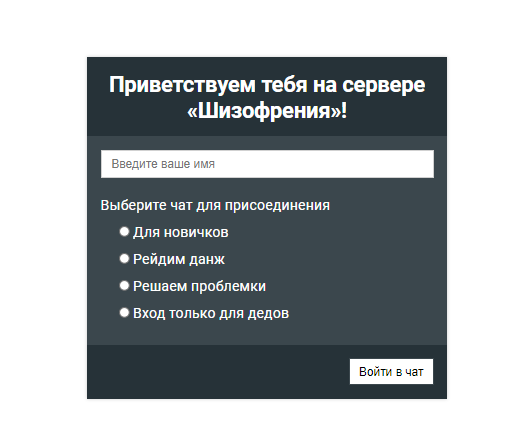 Приветствуем тебя на сервере
«Шизофрения»!
Введите ваше имя
Выберите чат для присоединения
Для новичков
Рейдим данж
Решаем проблемки
Вход только для дедов
Войти в чат